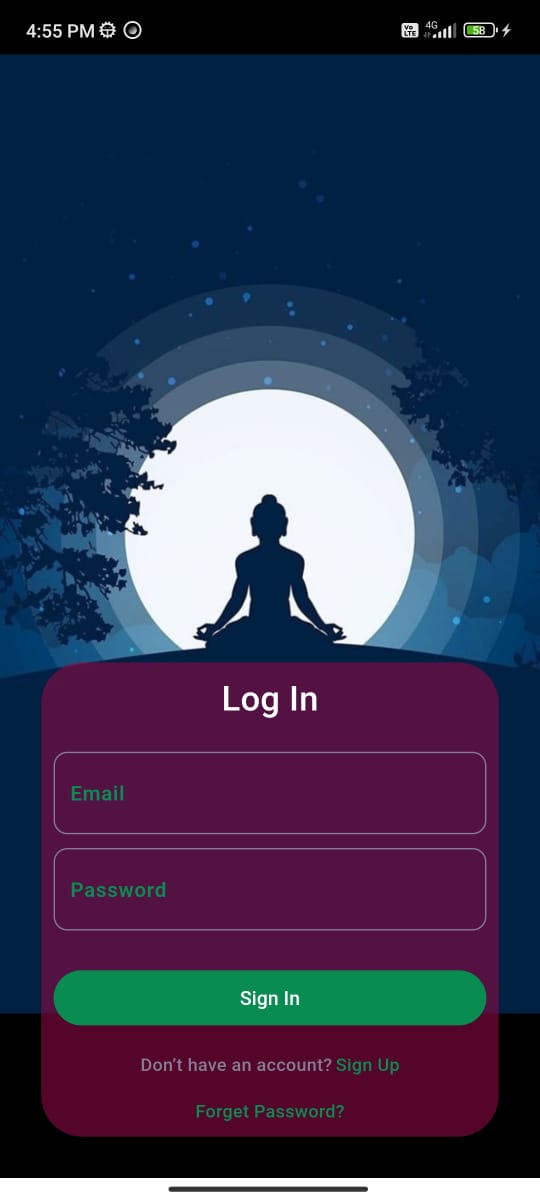 4:55 PM
Vo LTE 4G 58
Log In
Email
Password
Sign In
Don't have an account? Sign Up
Forget Password?